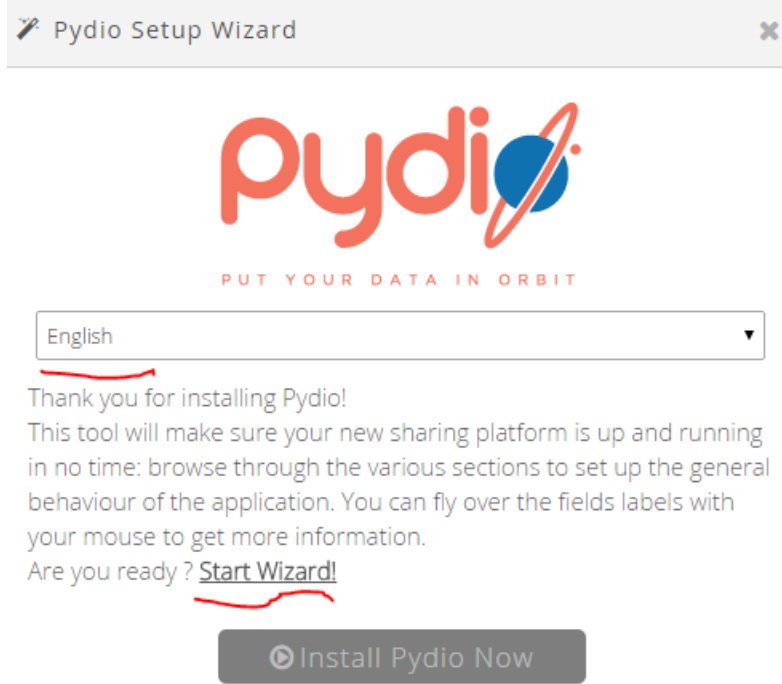 Pydio Setup Wizard
pydio
PUT YOUR DATA IN ORBIT
English
Thank you for installing Pydio!
This tool will make sure your new sharing platform is up and running
in no time: browse through the various sections to set up the general
behaviour of the application. You can fly over the fields labels with
your mouse to get more information.
Are you ready ? Start Wizard!
Install Pydio Now